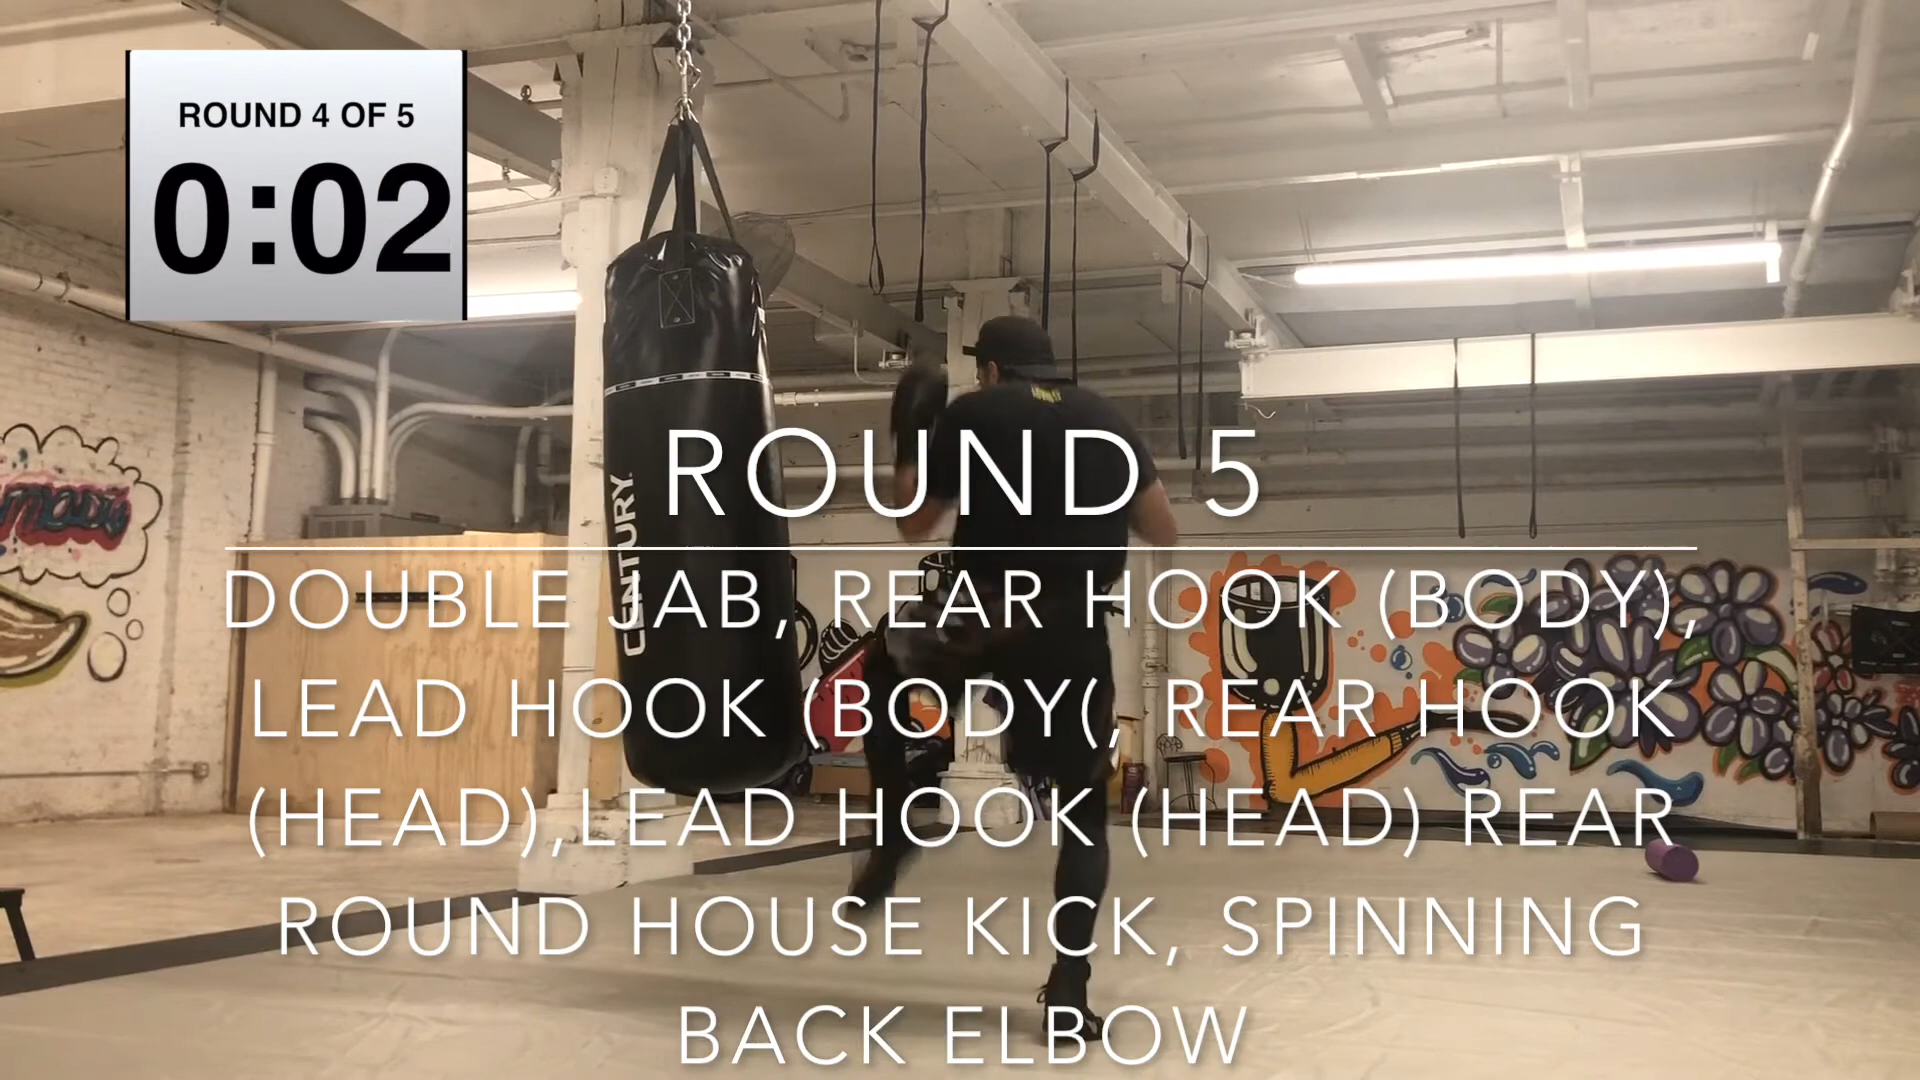 ROUND 4 OF 5
0:02
CENTURY
ROUND 5
DOUBLE JAB, REAR HOOK (BODY),
LEAD HOOK (BODY(, REAR HOOK
(HEAD),LEAD HOOK (HEAD) REAR
ROUND HOUSE KICK, SPINNING
BACK ELBOW